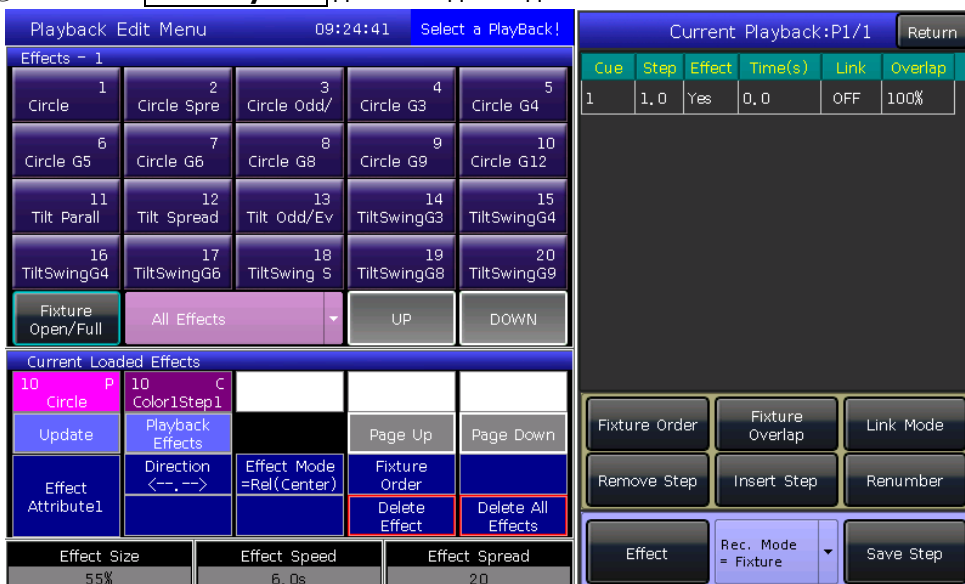 Playback Edit Menu 09:24:41 Select a PlayBack!
Effects - 1
1 Circle
2 Circle Spre
3 Circle Odd/
4 Circle G3
5 Circle G4
6 Circle G5
7 Circle G6
8 Circle G8
9 Circle G9
10 Circle G12
11 Tilt Parall
12 Tilt Spread
13 Tilt Odd/Ev
14 TiltSwingG3
15 TiltSwingG4
16 TiltSwingG4
17 TiltSwingG6
18 TiltSwing S
19 TiltSwingG8
20 TiltSwingG9
Fixture
Open/Full
All Effects
UP
DOWN
Current Loaded Effects
10 P
Circle
10 C
Color1Step1
Update
Playback
Effects
Page Up
Page Down
Effect
Attribute1
Direction
<--.-->
Effect Mode
=Rel(Center)
Fixture
Order
Delete
Effect
Delete All
Effects
Effect Size
55%
Effect Speed
6.0s
Effect Spread
20
Current Playback:P1/1
Return
Cue Step Effect Time(s) Link Overlap
1 1.0 Yes 0.0 OFF 100%
Fixture Order
Fixture
Overlap
Link Mode
Remove Step
Insert Step
Renumber
Effect
Rec. Mode
= Fixture
Save Step